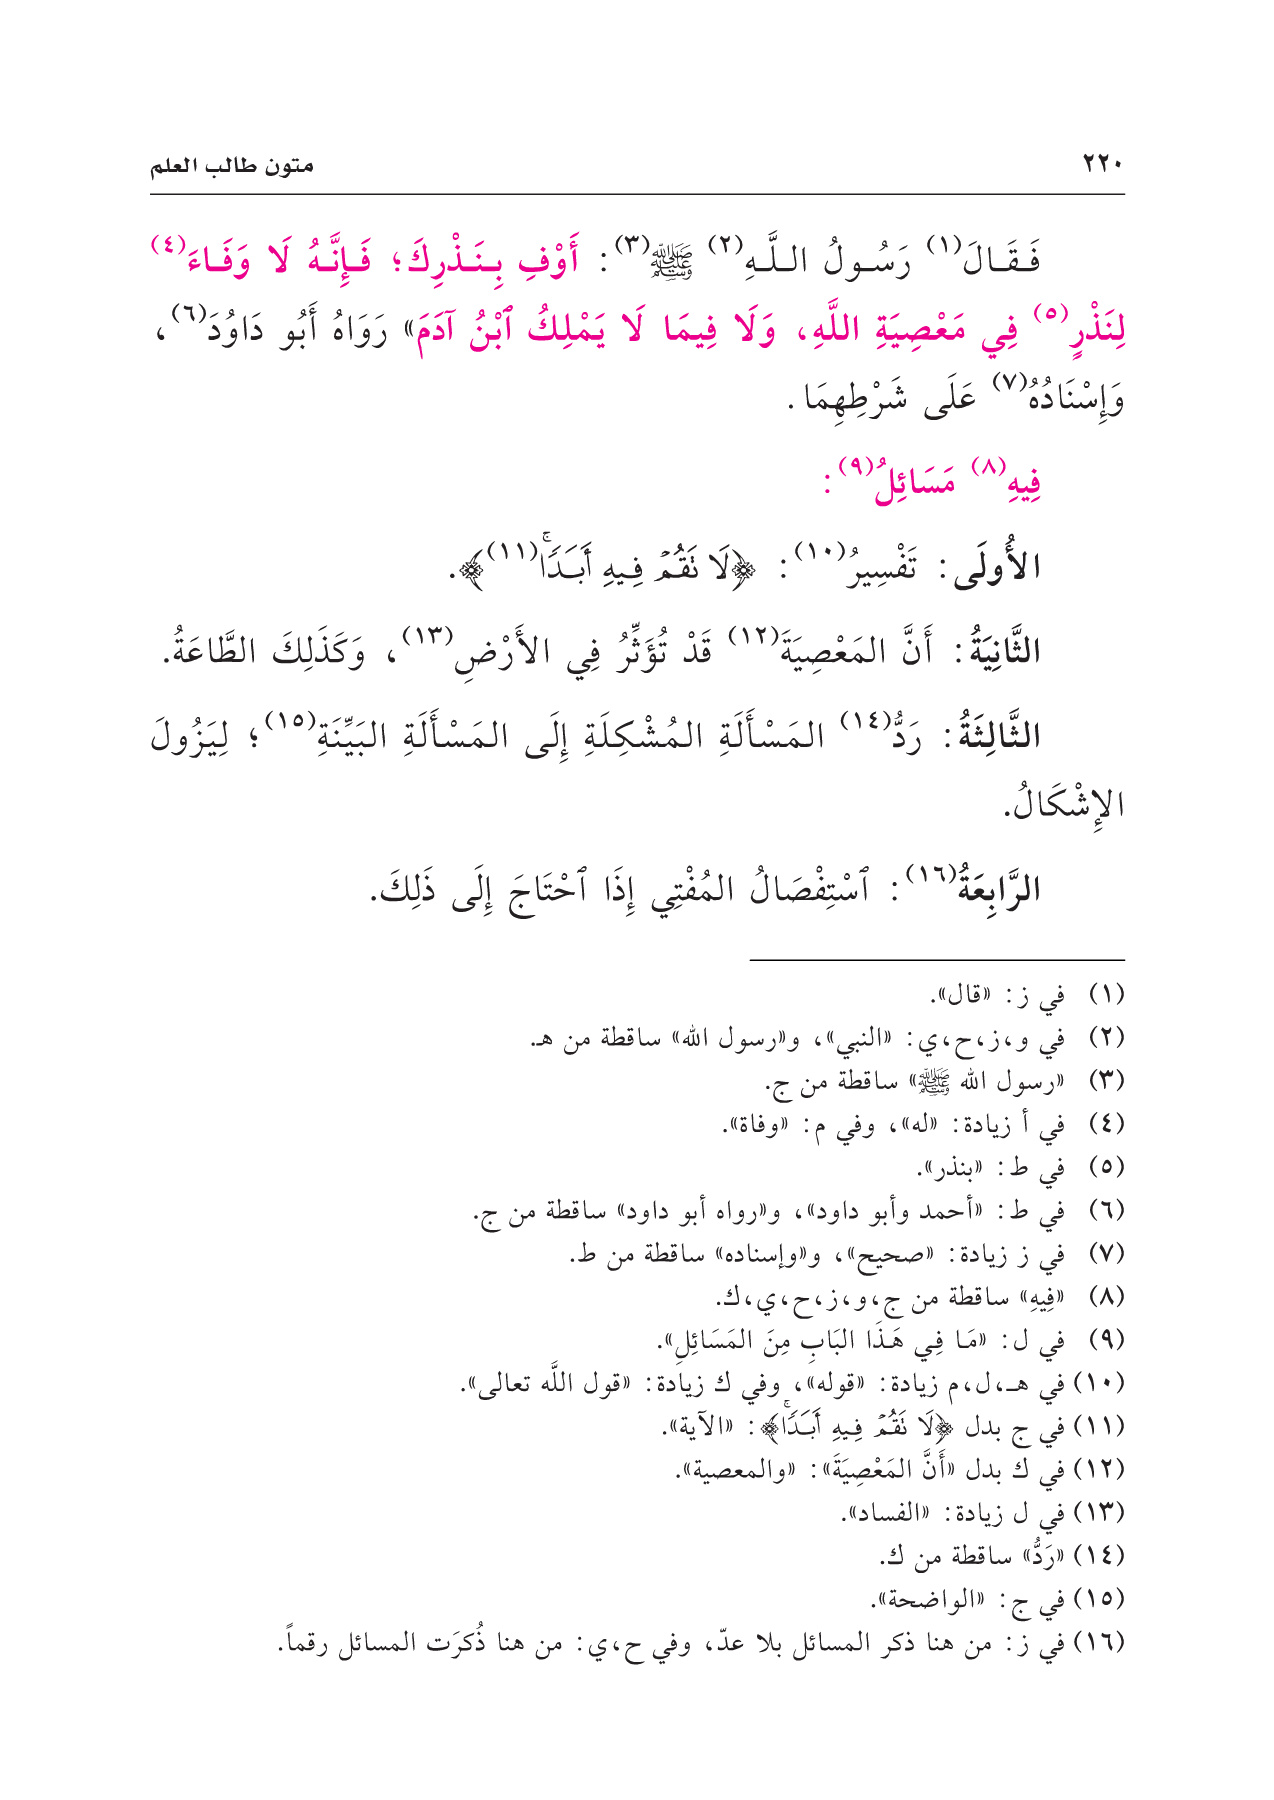 ٢٢٠ متون طالب العلم
فَقَالَ(١) رَسُولُ اللَّهِ(٢) ﷺ(٣): أَوْفِ بِنَذْرِكَ؛ فَإِنَّهُ لَا وَفَاءَ(٤)
لِنَذْرٍ(٥) فِي مَعْصِيَةِ اللَّهِ، وَلَا فِيمَا لَا يَمْلِكُ ٱبْنُ آدَمَ» رَوَاهُ أَبُو دَاوُدَ(٦)،
وَإِسْنَادُهُ(٧) عَلَى شَرْطِهِمَا.
فِيهِ(٨) مَسَائِلُ(٩):
الأُولَى: تَفْسِيرُ(١٠): ﴿لَا نَقُمْ فِيهِ أَبَدًاۚ(١١)﴾.
الثَّانِيَةُ: أَنَّ المَعْصِيَةَ(١٢) قَدْ تُؤَثِّرُ فِي الأَرْضِ(١٣)، وَكَذَلِكَ الطَّاعَةُ.
الثَّالِثَةُ: رَدُّ(١٤) المَسْأَلَةِ المُشْكِلَةِ إِلَى المَسْأَلَةِ البَيِّنَةِ(١٥)؛ لِيَزُولَ
الإِشْكَالُ.
الرَّابِعَةُ(١٦): ٱسْتِفْصَالُ المُفْتِي إِذَا ٱحْتَاجَ إِلَى ذَلِكَ.
(١) في ز: «قال».
(٢) في و،ز،ح،ي: «النبي»، و«رسول الله» ساقطة من هـ.
(٣) «رسول الله ﷺ» ساقطة من ج.
(٤) في أ زيادة: «له»، وفي م: «وفاة».
(٥) في ط: «بنذر».
(٦) في ط: «أحمد وأبو داود»، و«رواه أبو داود» ساقطة من ج.
(٧) في ز زيادة: «صحيح»، و«وإسناده» ساقطة من ط.
(٨) «فِيهِ» ساقطة من ج،و،ز،ح،ي،ك.
(٩) في ل: «مَا فِي هَذَا البَابِ مِنَ المَسَائِلِ».
(١٠) في هـ،ل،م زيادة: «قوله»، وفي ك زيادة: «قول اللَّه تعالى».
(١١) في ج بدل ﴿لَا نَقُمْ فِيهِ أَبَدًاۚ﴾: «الآية».
(١٢) في ك بدل «أَنَّ المَعْصِيَةَ»: «والمعصية».
(١٣) في ل زيادة: «الفساد».
(١٤) «رَدُّ» ساقطة من ك.
(١٥) في ج: «الواضحة».
(١٦) في ز: من هنا ذكر المسائل بلا عدّ، وفي ح،ي: من هنا ذُكرَت المسائل رقماً.